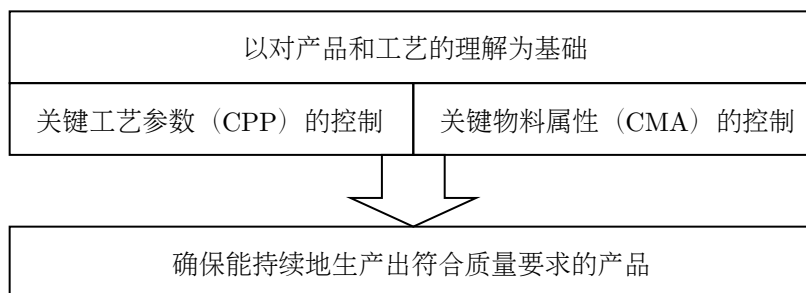 以对产品和工艺的理解为基础
关键工艺参数（CPP）的控制
关键物料属性（CMA）的控制
确保能持续地生产出符合质量要求的产品